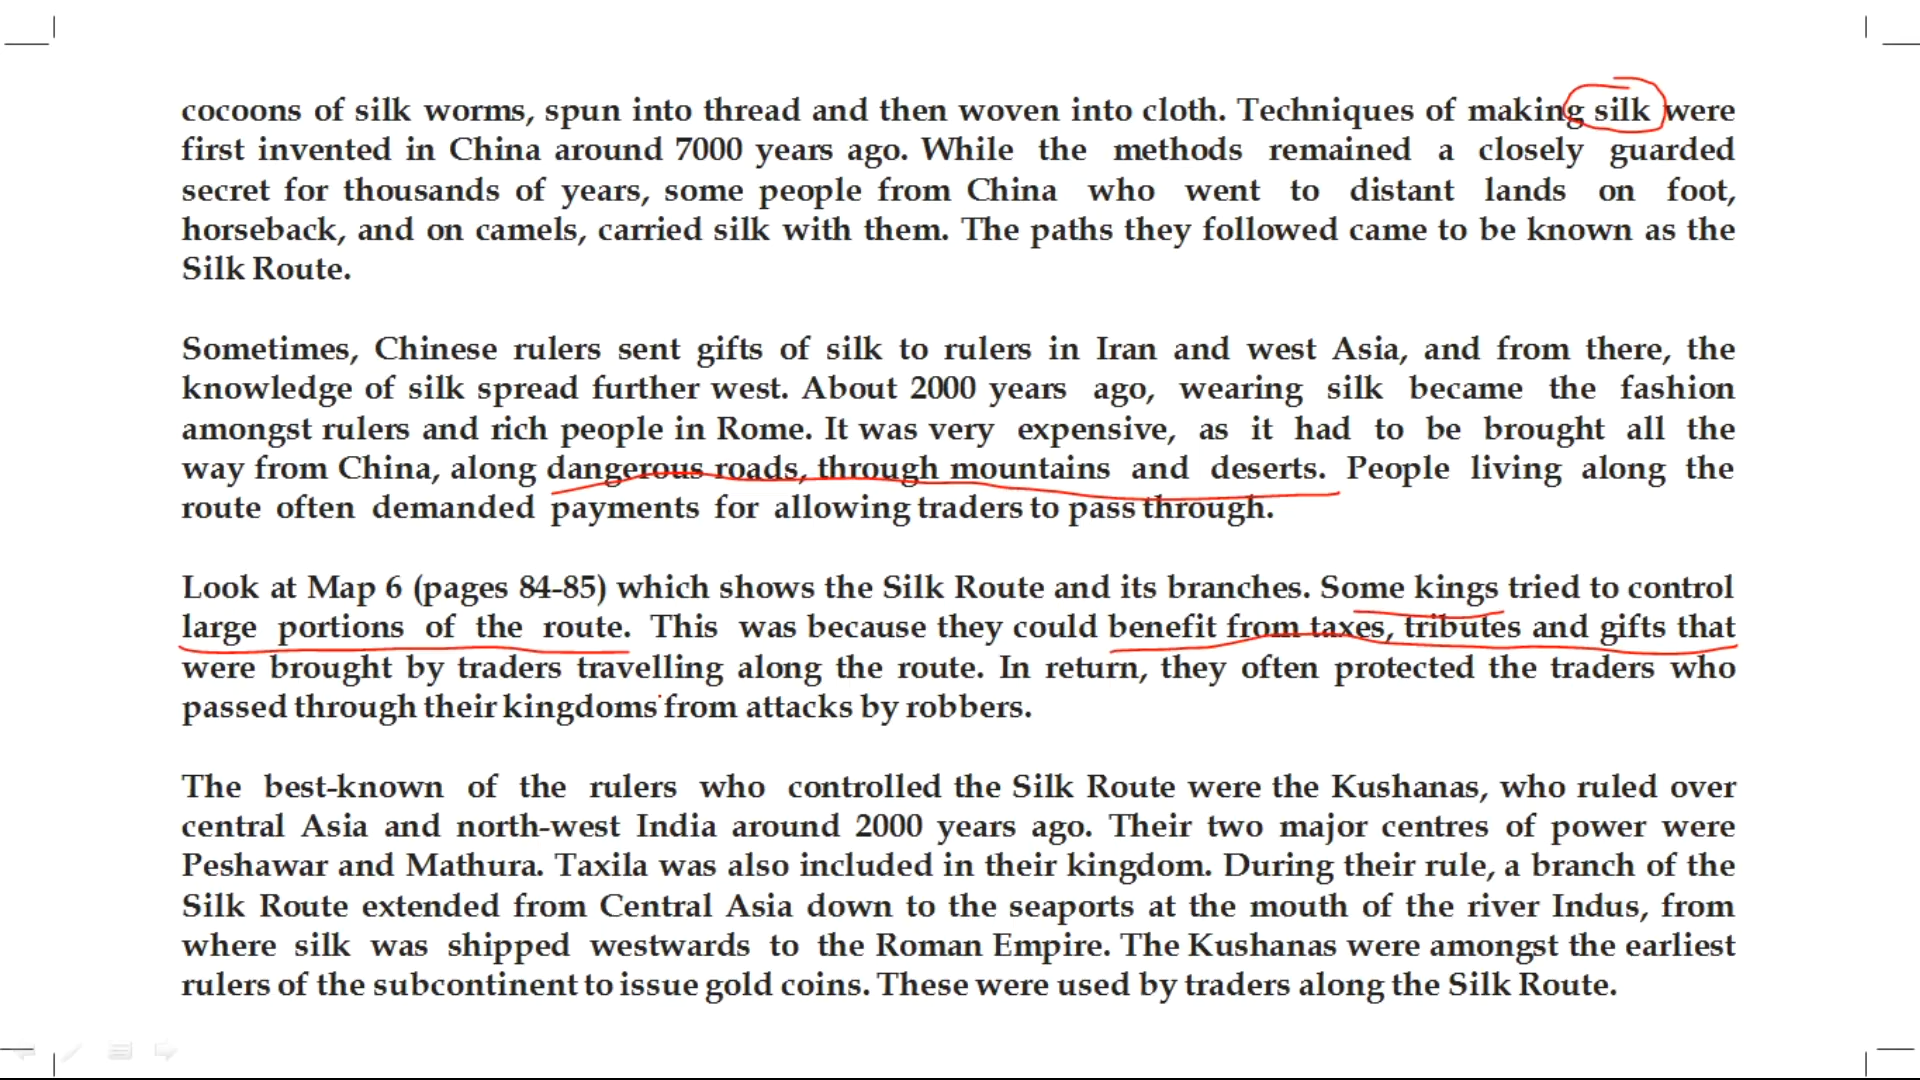 cocoons of silk worms, spun into thread and then woven into cloth. Techniques of making silk were
first invented in China around 7000 years ago. While the methods remained a closely guarded
secret for thousands of years, some people from China who went to distant lands on foot,
horseback, and on camels, carried silk with them. The paths they followed came to be known as the
Silk Route.
Sometimes, Chinese rulers sent gifts of silk to rulers in Iran and west Asia, and from there, the
knowledge of silk spread further west. About 2000 years ago, wearing silk became the fashion
amongst rulers and rich people in Rome. It was very expensive, as it had to be brought all the
way from China, along dangerous roads, through mountains and deserts. People living along the
route often demanded payments for allowing traders to pass through.
Look at Map 6 (pages 84-85) which shows the Silk Route and its branches. Some kings tried to control
large portions of the route. This was because they could benefit from taxes, tributes and gifts that
were brought by traders travelling along the route. In return, they often protected the traders who
passed through their kingdoms from attacks by robbers.
The best-known of the rulers who controlled the Silk Route were the Kushanas, who ruled over
central Asia and north-west India around 2000 years ago. Their two major centres of power were
Peshawar and Mathura. Taxila was also included in their kingdom. During their rule, a branch of the
Silk Route extended from Central Asia down to the seaports at the mouth of the river Indus, from
where silk was shipped westwards to the Roman Empire. The Kushanas were amongst the earliest
rulers of the subcontinent to issue gold coins. These were used by traders along the Silk Route.